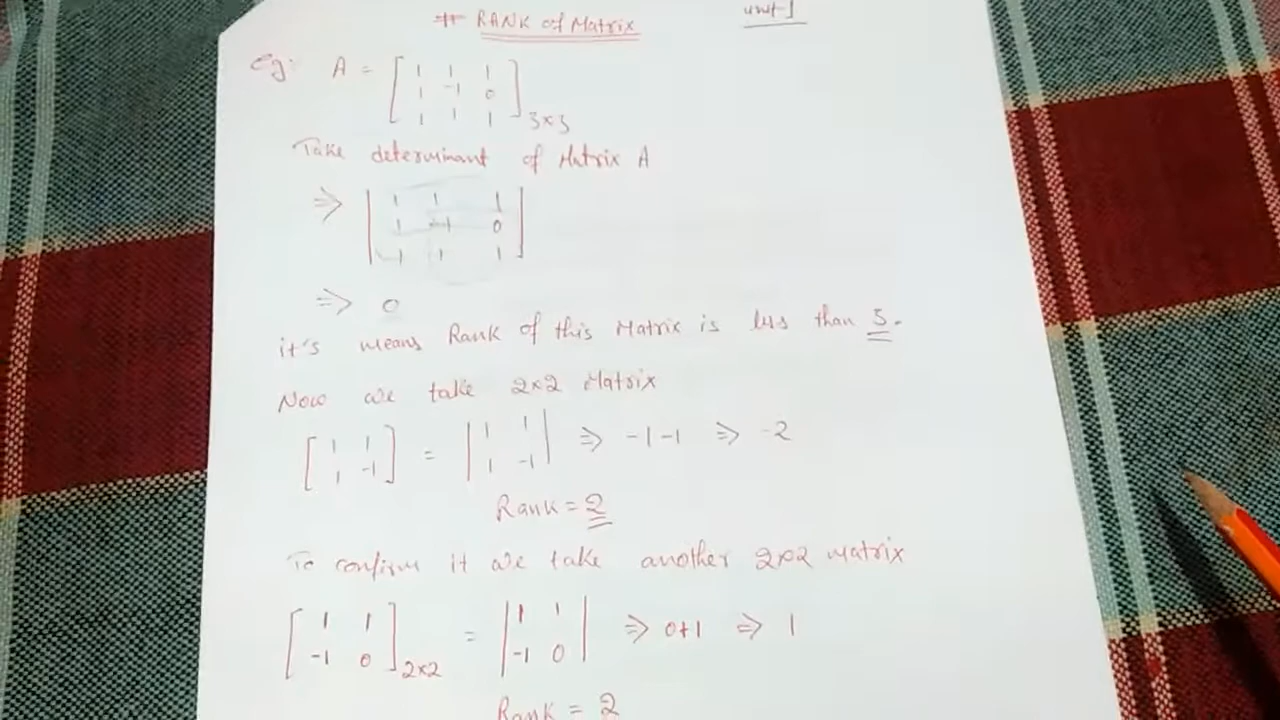 # RANK of Matrix
unit-1
Eg:- A = [ 1 1 1
1 -1 0
1 1 1 ] 3×3
Take determinant of Matrix A
⇒ | 1 1 1
1 -1 0
1 1 1 |
⇒ 0
it's means Rank of this Matrix is less than 3.
Now we take 2×2 Matrix
[ 1 1 = | 1 1 | ⇒ -1-1 ⇒ -2
1 -1 ] 1 -1
Rank = 2
To confirm it we take another 2×2 matrix
[ 1 1 = | 1 1 | ⇒ 0+1 ⇒ 1
-1 0 ] 2×2 -1 0
Rank = 2